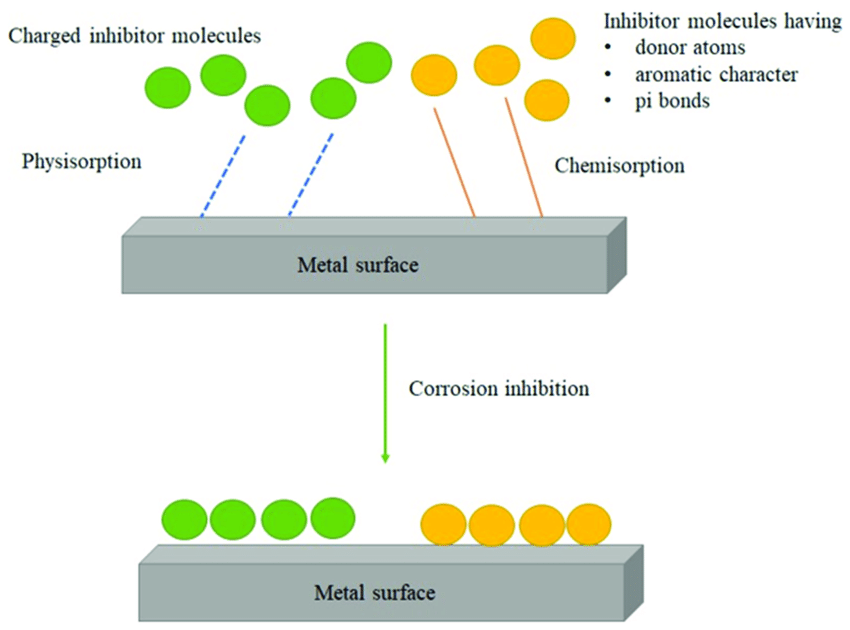 Charged inhibitor molecules
Inhibitor molecules having
• donor atoms
• aromatic character
• pi bonds
Physisorption
Chemisorption
Metal surface
Corrosion inhibition
Metal surface